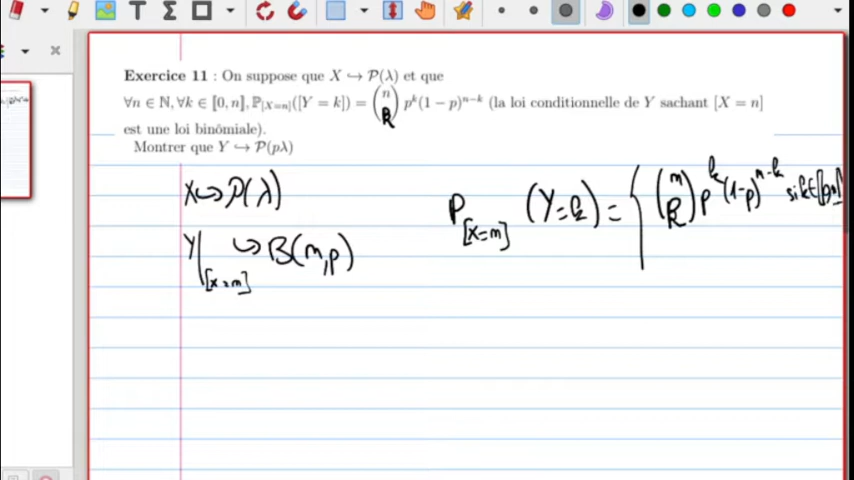 Exercice 11 : On suppose que X ↪ P(λ) et que
∀n ∈ ℕ, ∀k ∈ ⟦0, n⟧, ℙ[X=n]([Y = k]) = (n k) p^k(1 − p)^{n−k} (la loi conditionnelle de Y sachant [X = n]
est une loi binômiale).
Montrer que Y ↪ P(pλ)
X ↪ P(λ)
P[X=n] (Y=k) = { (n k) p^k (1-p)^{n-k} si k ∈ [0,n]
Y|[X=n] ↪ B(n,p)